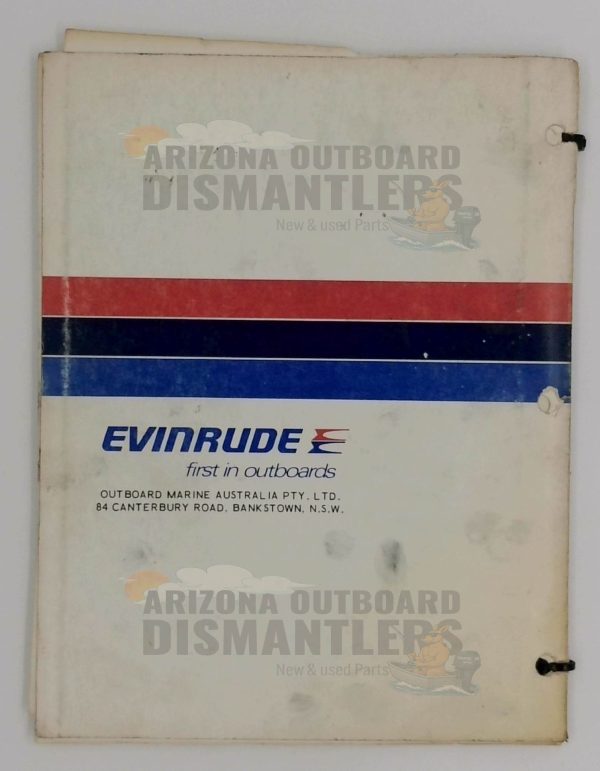 ARIZONA OUTBOARD
DISMANTLERS
New & used Parts
EVINRUDE
first in outboards
OUTBOARD MARINE AUSTRALIA PTY. LTD.
84 CANTERBURY ROAD, BANKSTOWN, N.S.W.
ARIZONA OUTBOARD
DISMANTLERS
New & used Parts